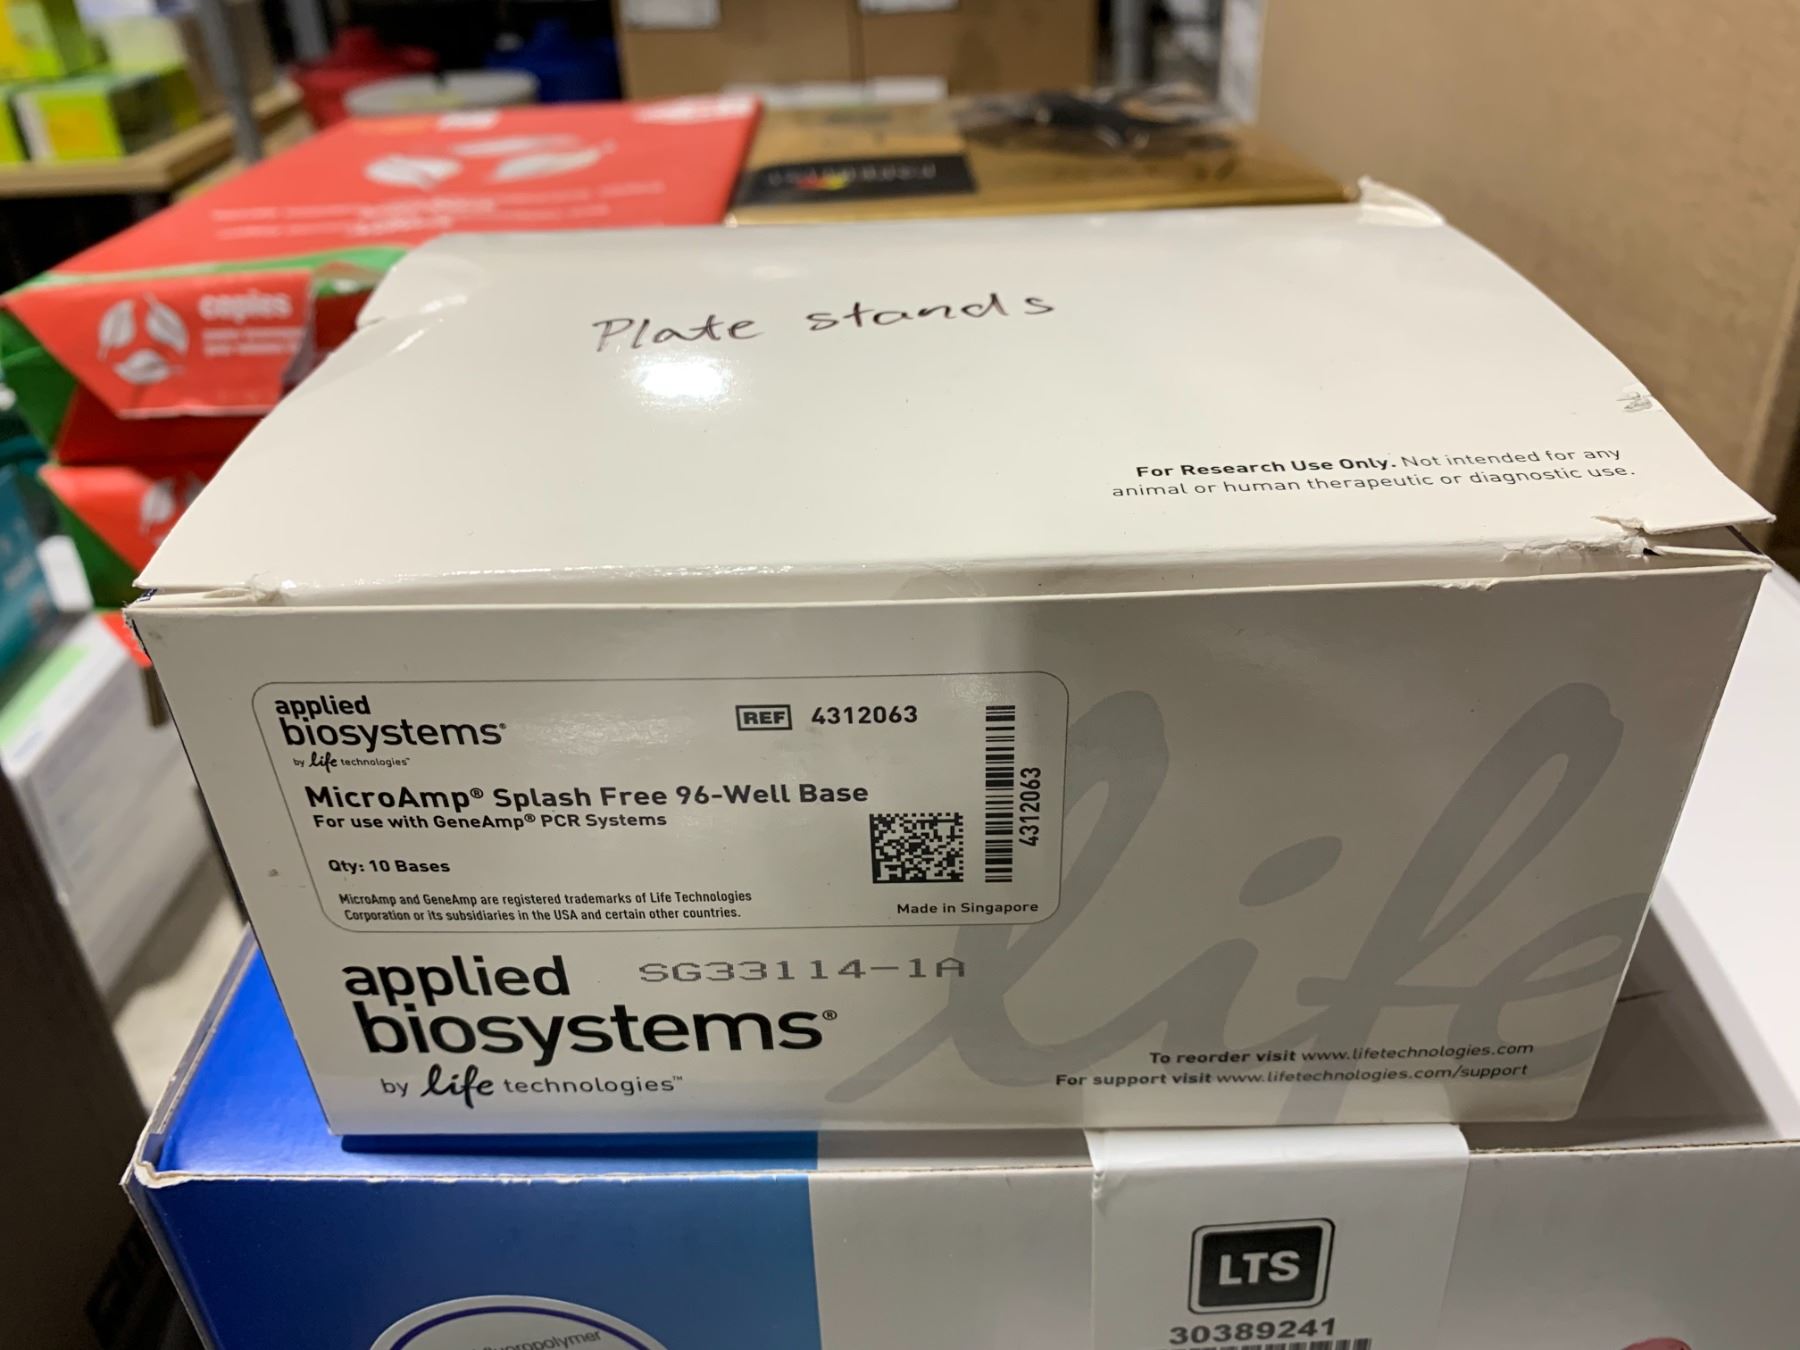 copies
Plate stands
For Research Use Only. Not intended for any
animal or human therapeutic or diagnostic use.
applied
biosystems®
by life technologies™
REF 4312063
MicroAmp® Splash Free 96-Well Base
For use with GeneAmp® PCR Systems
Qty: 10 Bases
MicroAmp and GeneAmp are registered trademarks of Life Technologies
Corporation or its subsidiaries in the USA and certain other countries.
4312063
Made in Singapore
life
applied
biosystems®
by life technologies™
SG33114-1A
To reorder visit www.lifetechnologies.com
For support visit www.lifetechnologies.com/support
LTS
30389241